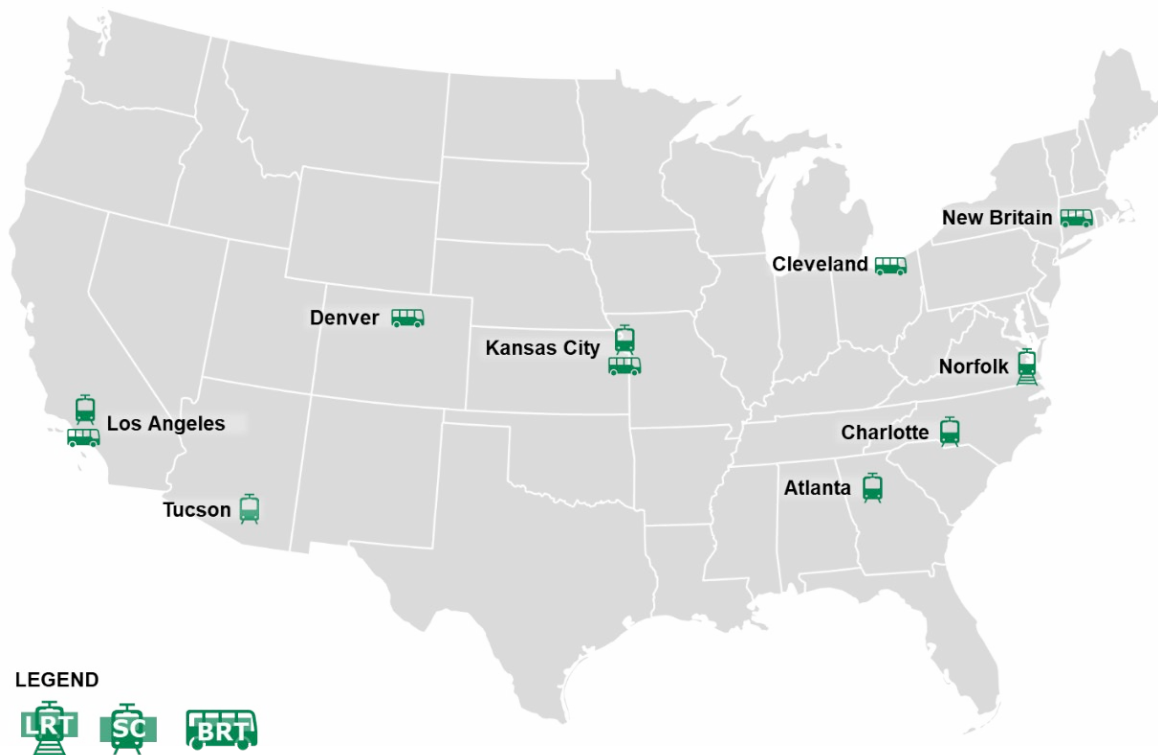 New Britain
Cleveland
Denver
Kansas City
Norfolk
Los Angeles
Charlotte
Atlanta
Tucson
LEGEND
LRT SC BRT